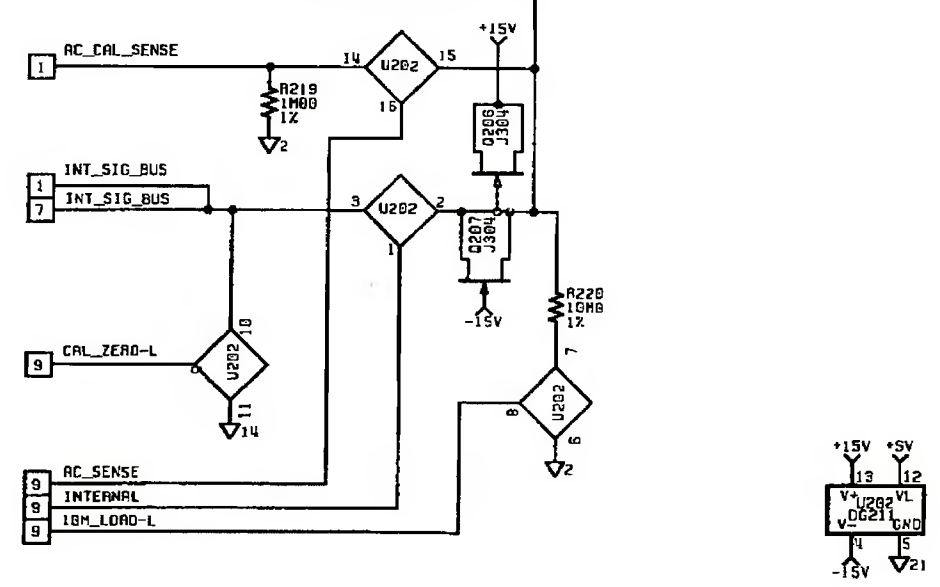 +15V
1 AC_CAL_SENSE 14 U202 15
R219
1M00
1%
16
2
Q206
J304
1 INT_SIG_BUS
7 INT_SIG_BUS 3 U202 2
1
Q207
J304
-15V
R220
10M0
1%
10
9 CAL_ZERO-L U202
11
14
7
8 U202
6
2
9 AC_SENSE
9 INTERNAL
9 10M_LOAD-L
+15V +5V
13 12
V+ VL
U202
DG211
V- GND
4 5
-15V 21